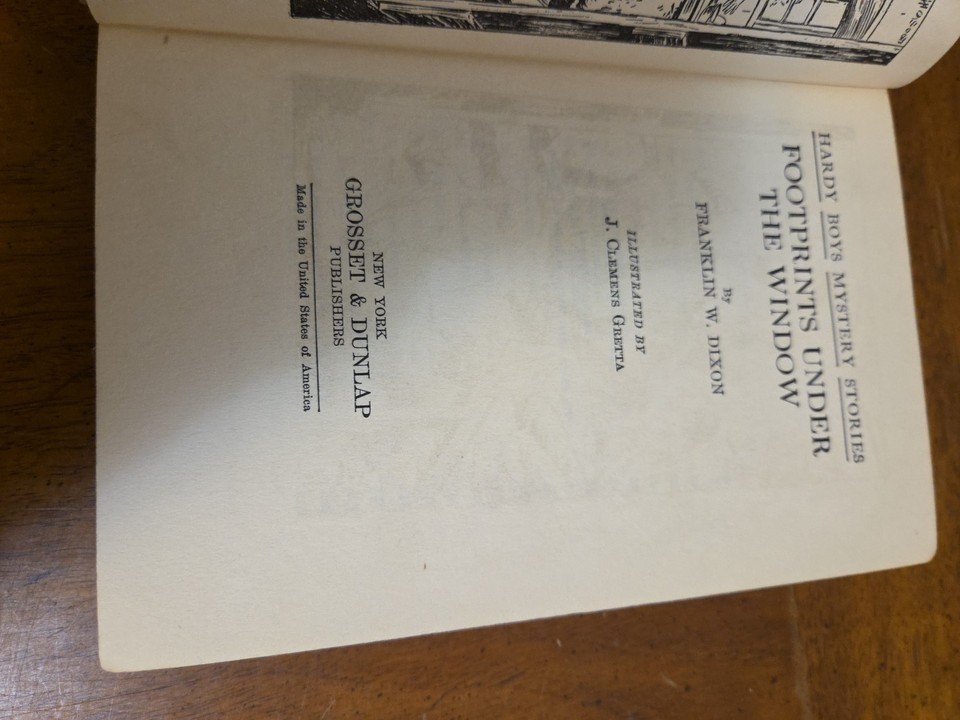 HARDY BOYS MYSTERY STORIES
FOOTPRINTS UNDER
THE WINDOW
By
FRANKLIN W. DIXON
ILLUSTRATED BY
J. CLEMENS GRETTA
NEW YORK
GROSSET & DUNLAP
PUBLISHERS
Made in the United States of America